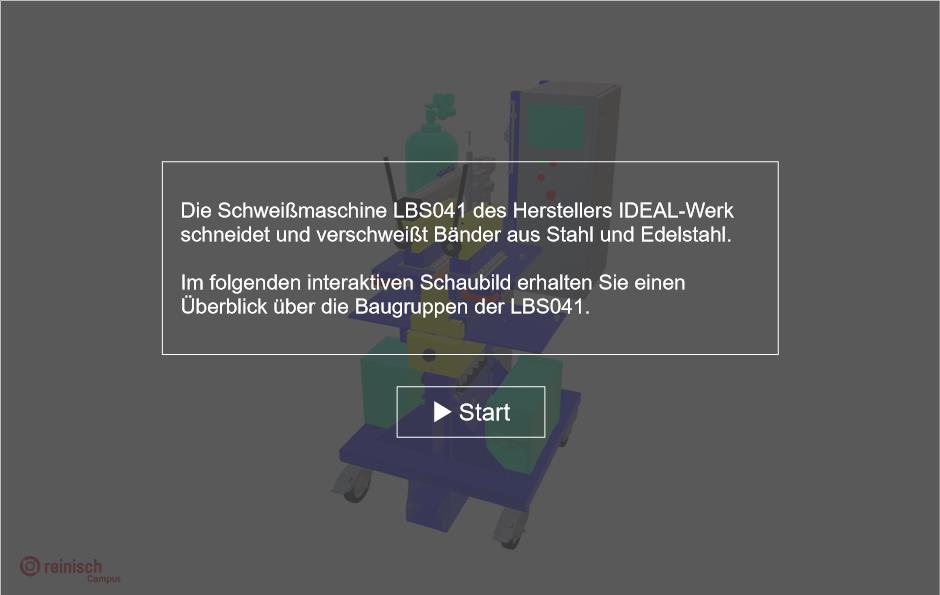 Die Schweißmaschine LBS041 des Herstellers IDEAL-Werk
schneidet und verschweißt Bänder aus Stahl und Edelstahl.
Im folgenden interaktiven Schaubild erhalten Sie einen
Überblick über die Baugruppen der LBS041.
Start
reinisch
Campus